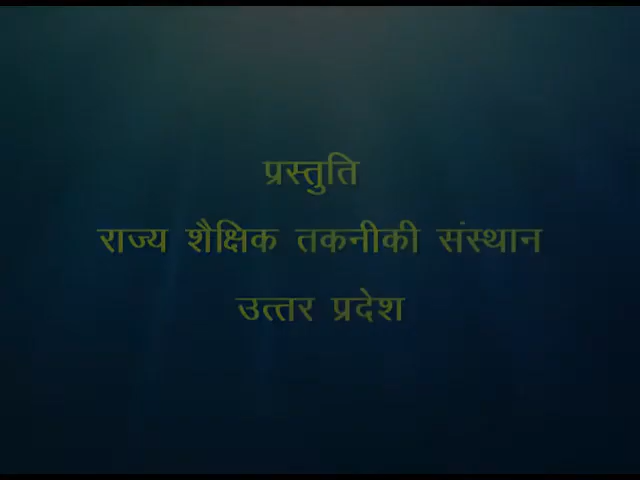 प्रस्तुति
राज्य शैक्षिक तकनीकी संस्थान
उत्तर प्रदेश